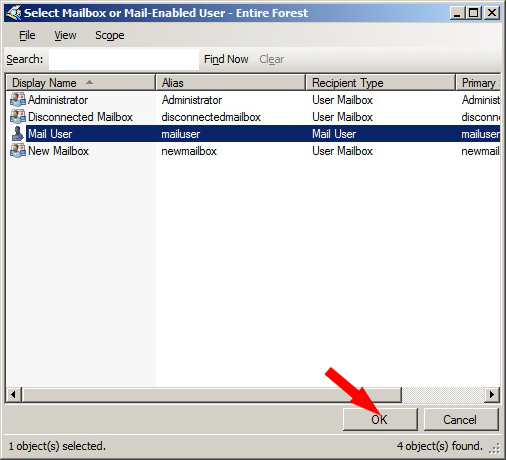 Select Mailbox or Mail-Enabled User - Entire Forest
File View Scope
Search: Find Now Clear
Display Name Alias Recipient Type Primary
Administrator Administrator User Mailbox Administ
Disconnected Mailbox disconnectedmailbox User Mailbox disconne
Mail User mailuser Mail User mailuser
New Mailbox newmailbox User Mailbox newmail
OK Cancel
1 object(s) selected. 4 object(s) found.